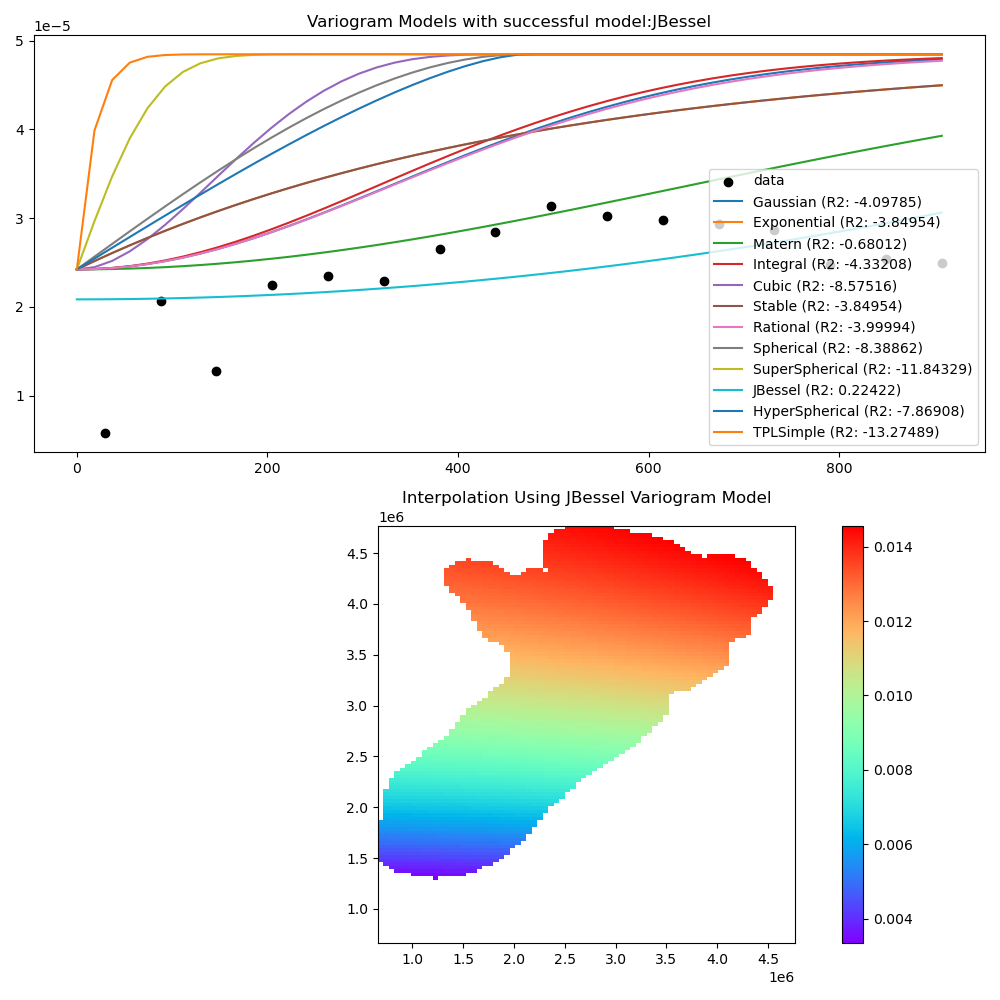 Variogram Models with successful model:JBessel
1e−5
5
4
3
2
1
0
200
400
600
800
data
Gaussian (R2: -4.09785)
Exponential (R2: -3.84954)
Matern (R2: -0.68012)
Integral (R2: -4.33208)
Cubic (R2: -8.57516)
Stable (R2: -3.84954)
Rational (R2: -3.99994)
Spherical (R2: -8.38862)
SuperSpherical (R2: -11.84329)
JBessel (R2: 0.22422)
HyperSpherical (R2: -7.86908)
TPLSimple (R2: -13.27489)
Interpolation Using JBessel Variogram Model
1e6
4.5
4.0
3.5
3.0
2.5
2.0
1.5
1.0
1.0
1.5
2.0
2.5
3.0
3.5
4.0
4.5
1e6
0.014
0.012
0.010
0.008
0.006
0.004